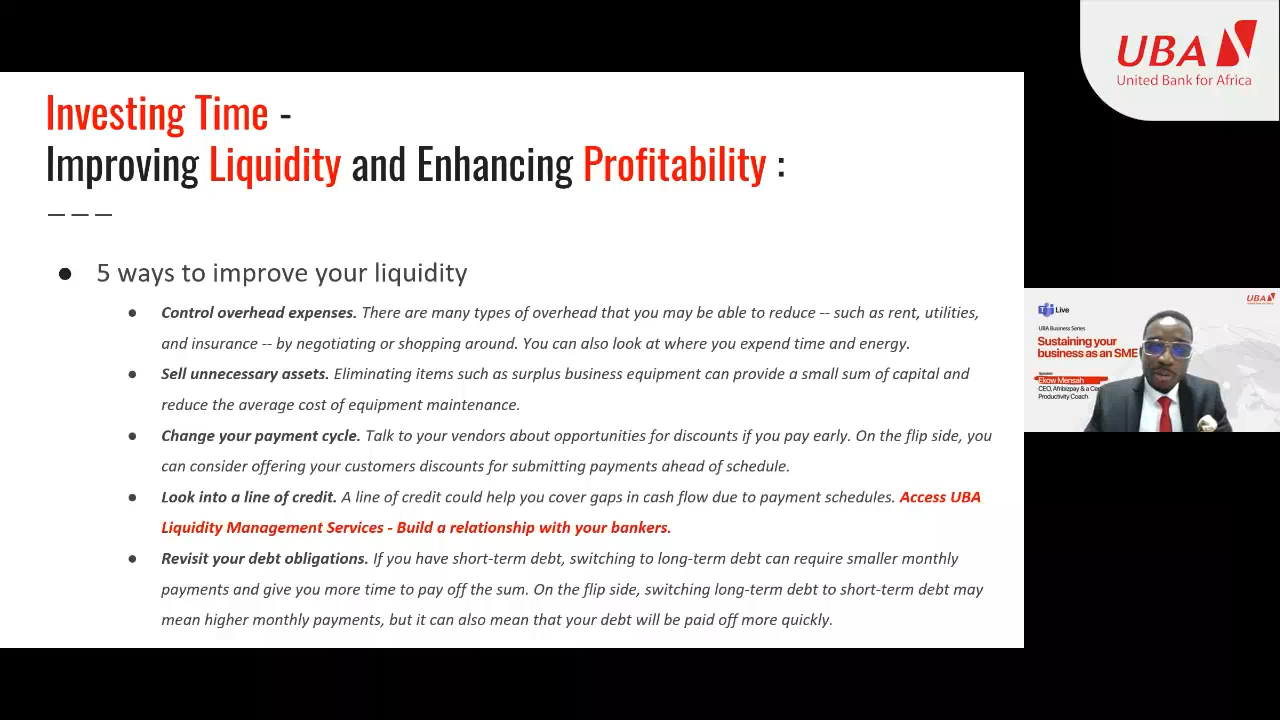 UBA
United Bank for Africa
Investing Time -
Improving Liquidity and Enhancing Profitability :
5 ways to improve your liquidity
Control overhead expenses. There are many types of overhead that you may be able to reduce -- such as rent, utilities,
and insurance -- by negotiating or shopping around. You can also look at where you expend time and energy.
Sell unnecessary assets. Eliminating items such as surplus business equipment can provide a small sum of capital and
reduce the average cost of equipment maintenance.
Change your payment cycle. Talk to your vendors about opportunities for discounts if you pay early. On the flip side, you
can consider offering your customers discounts for submitting payments ahead of schedule.
Look into a line of credit. A line of credit could help you cover gaps in cash flow due to payment schedules. Access UBA
Liquidity Management Services - Build a relationship with your bankers.
Revisit your debt obligations. If you have short-term debt, switching to long-term debt can require smaller monthly
payments and give you more time to pay off the sum. On the flip side, switching long-term debt to short-term debt may
mean higher monthly payments, but it can also mean that your debt will be paid off more quickly.
UBA
Live
UBA Business Series
Sustaining your
business as an SME
Speaker
Ekow Mensah
CEO, Afribizpay & a
Productivity Coach